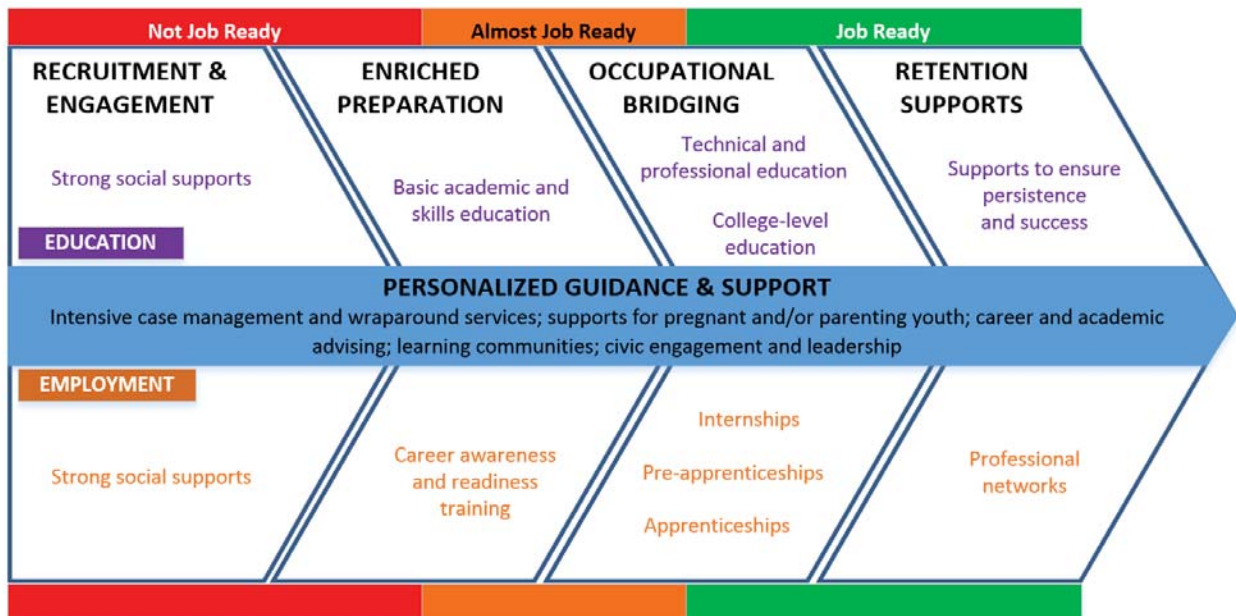 Not Job Ready
Almost Job Ready
Job Ready
RECRUITMENT &
ENGAGEMENT
ENRICHED
PREPARATION
OCCUPATIONAL
BRIDGING
RETENTION
SUPPORTS
Strong social supports
Basic academic and
skills education
Technical and
professional education
College-level
education
Supports to ensure
persistence
and success
EDUCATION
PERSONALIZED GUIDANCE & SUPPORT
Intensive case management and wraparound services; supports for pregnant and/or parenting youth; career and academic
advising; learning communities; civic engagement and leadership
EMPLOYMENT
Strong social supports
Career awareness
and readiness
training
Internships
Pre-apprenticeships
Apprenticeships
Professional
networks